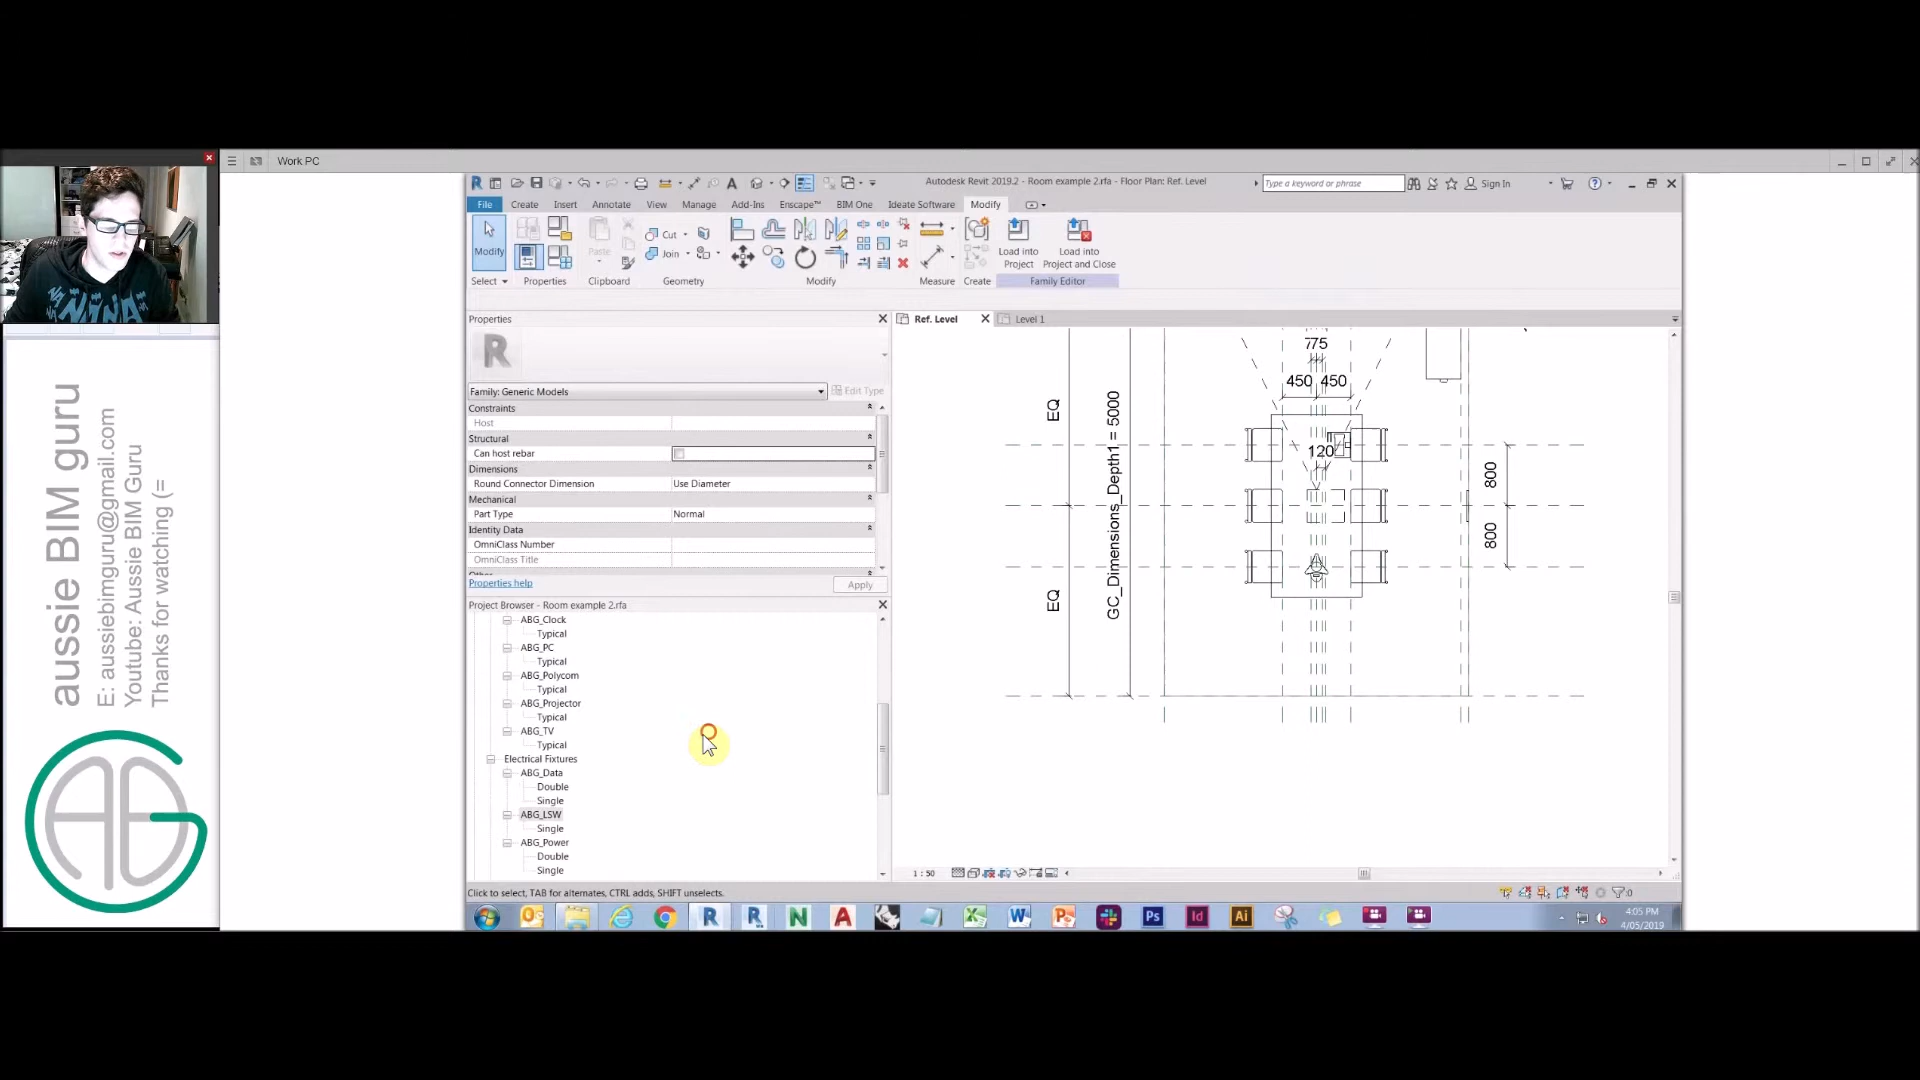 Work PC
Autodesk Revit 2019.2 - Room example 2.rfa - Floor Plan: Ref. Level
Type a keyword or phrase
Sign In
File Create Insert Annotate View Manage Add-Ins Enscape™ BIM One Ideate Software Modify
Modify
Paste
Cut
Join
Load into
Project
Load into
Project and Close
Select Properties Clipboard Geometry Modify Measure Create Family Editor
Properties
Ref. Level
Level 1
Family: Generic Models
Edit Type
Constraints
Host
Structural
Can host rebar
Dimensions
Round Connector Dimension Use Diameter
Mechanical
Part Type Normal
Identity Data
OmniClass Number
OmniClass Title
Other
Properties help
Apply
Project Browser - Room example 2.rfa
ABG_Clock
Typical
ABG_PC
Typical
ABG_Polycom
Typical
ABG_Projector
Typical
ABG_TV
Typical
Electrical Fixtures
ABG_Data
Double
Single
ABG_LSW
Single
ABG_Power
Double
Single
775
450 450
120
EQ
EQ
GC_Dimensions_Depth1 = 5000
800
800
1 : 50
Click to select, TAB for alternates, CTRL adds, SHIFT unselects.
:0
4:05 PM
4/05/2019
aussie BIM guru
E: aussiebimguru@gmail.com
Youtube: Aussie BIM Guru
Thanks for watching (=